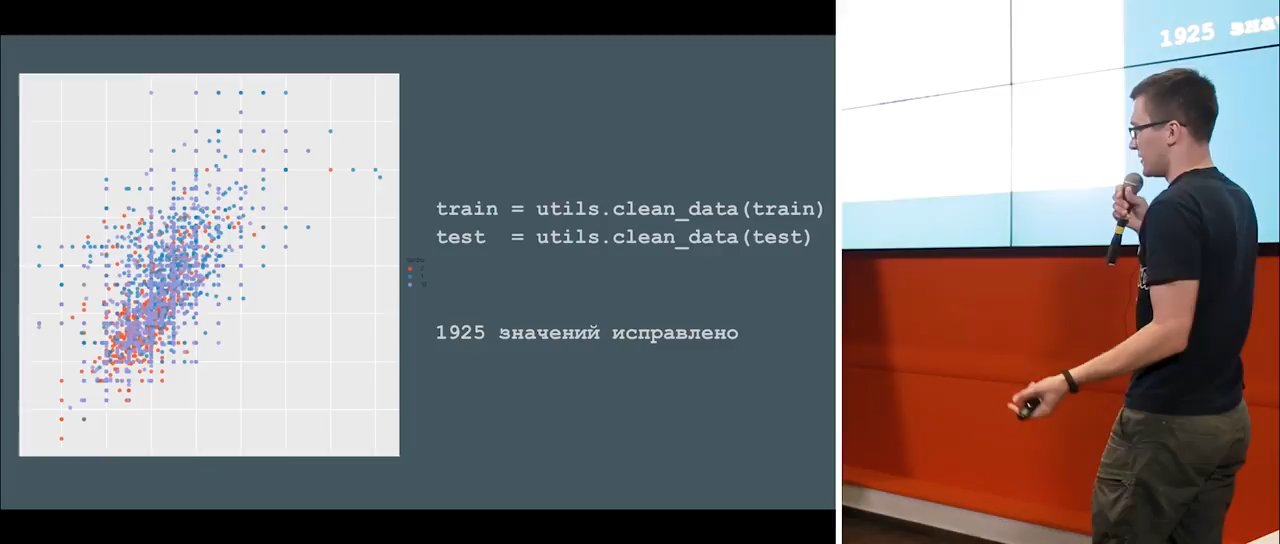 train = utils.clean_data(train)
test  = utils.clean_data(test)
1925 значений исправлено
1925 зна